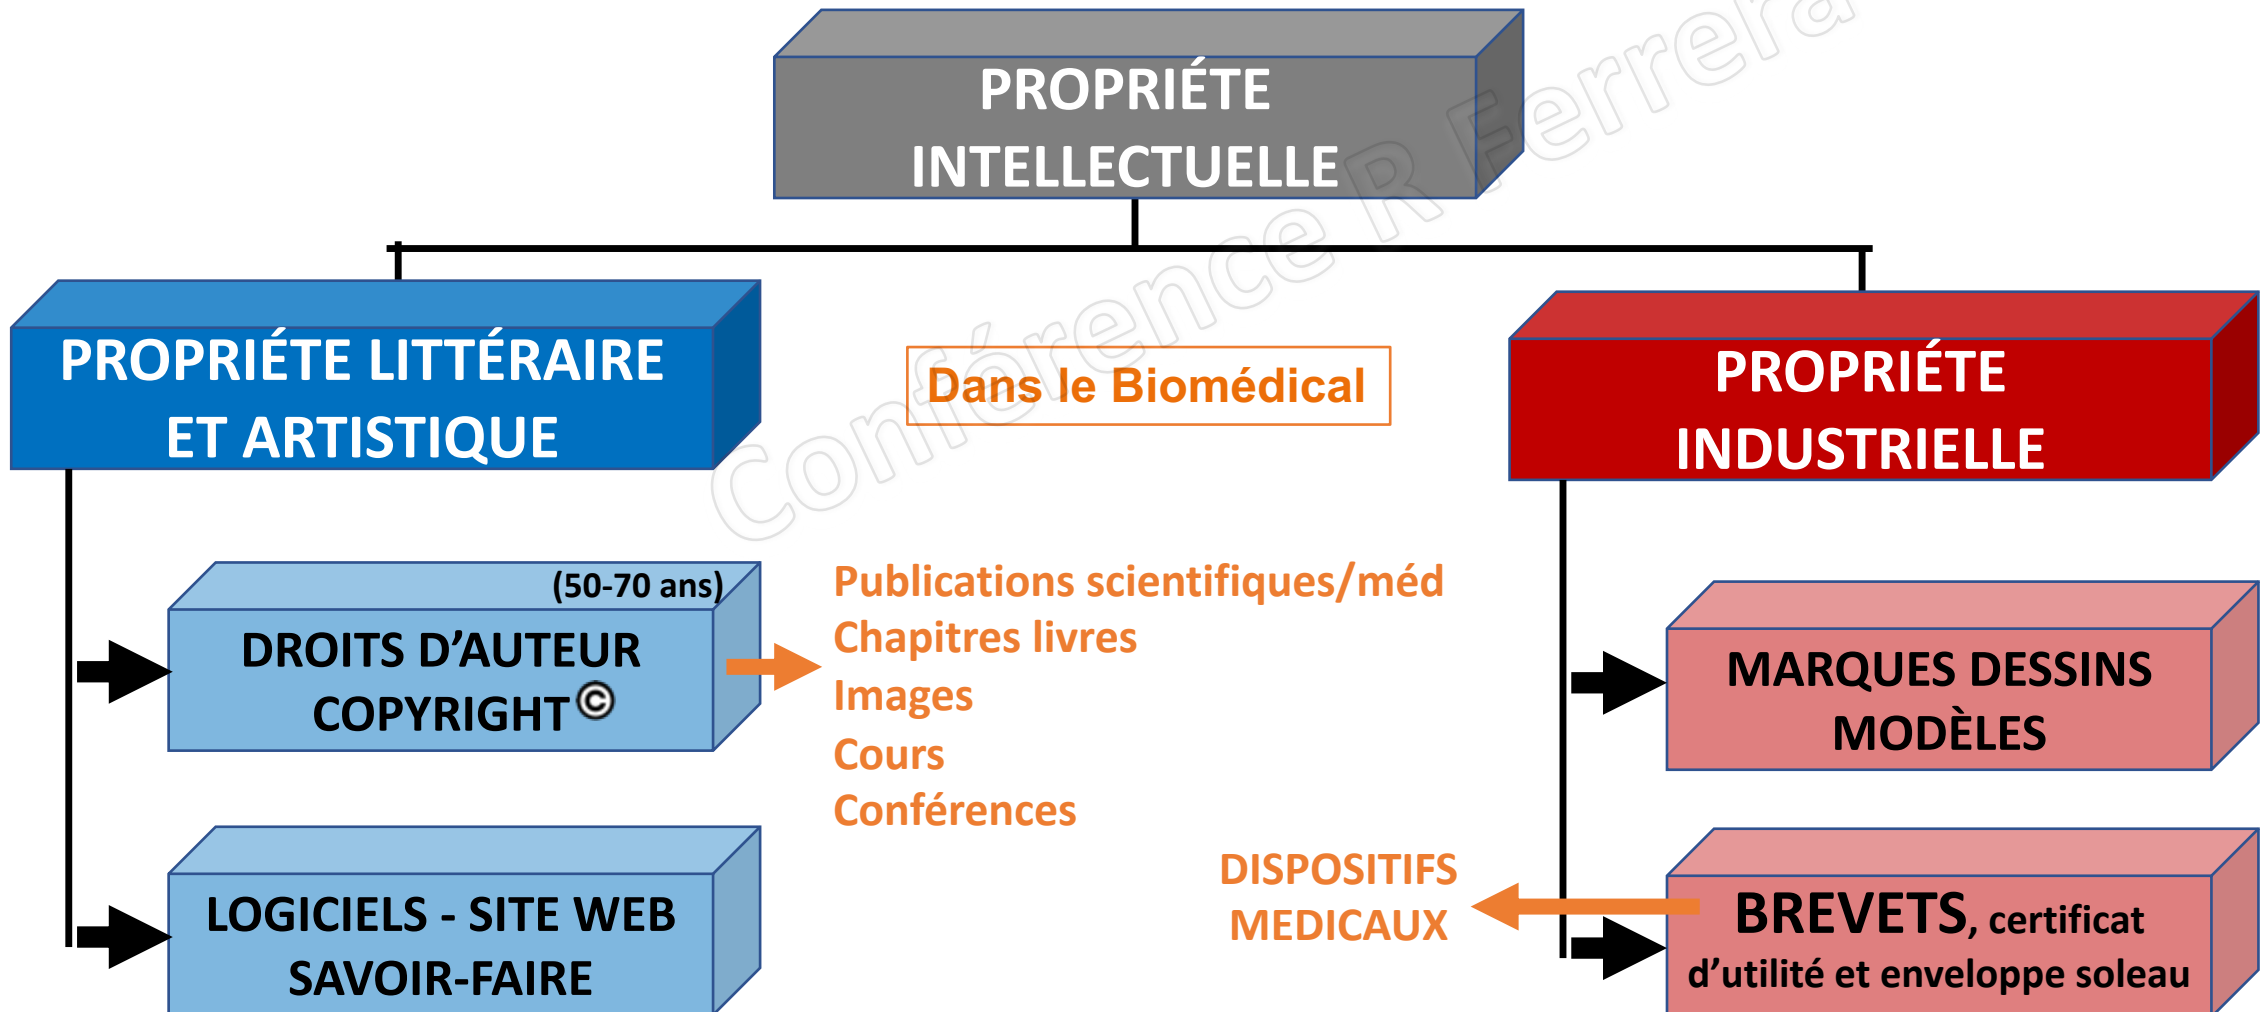 PROPRIÉTE
INTELLECTUELLE
PROPRIÉTE LITTÉRAIRE
ET ARTISTIQUE
Dans le Biomédical
PROPRIÉTE
INDUSTRIELLE
(50-70 ans)
DROITS D’AUTEUR
COPYRIGHT ©
Publications scientifiques/méd
Chapitres livres
Images
Cours
Conférences
MARQUES DESSINS
MODÈLES
LOGICIELS - SITE WEB
SAVOIR-FAIRE
DISPOSITIFS
MEDICAUX
BREVETS, certificat
d’utilité et enveloppe soleau
Conférence R Ferrera